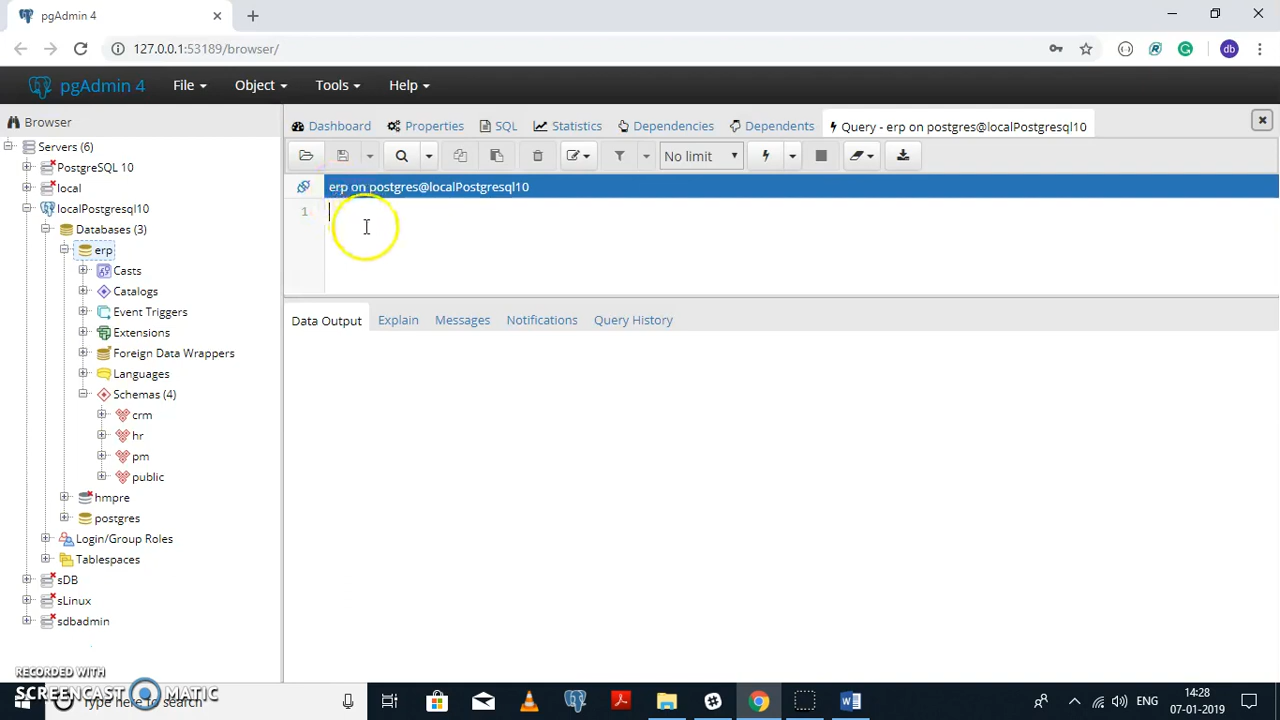 pgAdmin 4
127.0.0.1:53189/browser/
db
pgAdmin 4
File
Object
Tools
Help
Browser
Dashboard
Properties
SQL
Statistics
Dependencies
Dependents
Query - erp on postgres@localPostgresql10
No limit
erp on postgres@localPostgresql10
1
Servers (6)
PostgreSQL 10
local
localPostgresql10
Databases (3)
erp
Casts
Catalogs
Event Triggers
Extensions
Foreign Data Wrappers
Languages
Schemas (4)
crm
hr
pm
public
hmpre
postgres
Login/Group Roles
Tablespaces
sDB
sLinux
sdbadmin
Data Output
Explain
Messages
Notifications
Query History
RECORDED WITH
SCREENCAST MATIC
Type here to search
ENG
14:28
07-01-2019